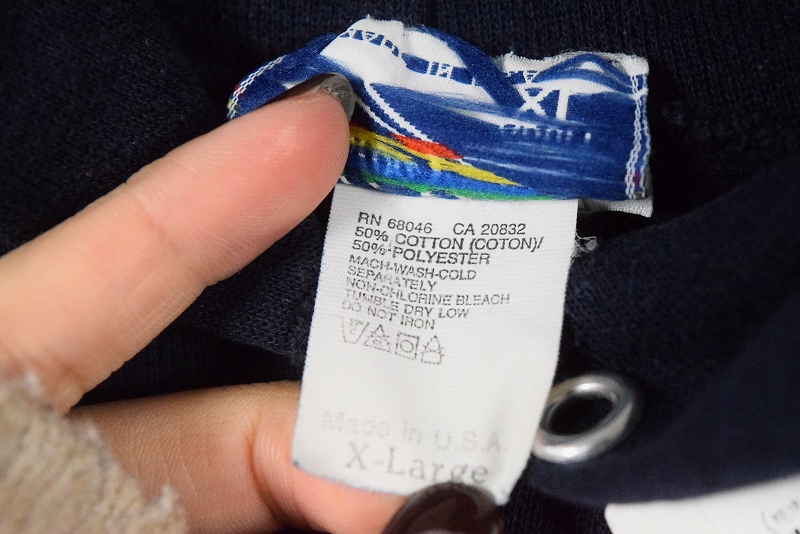 XL
RN 68046 CA 20832
50% COTTON (COTON)/
50% POLYESTER
MACH-WASH-COLD
SEPARATELY
NON-CHLORINE BLEACH
TUMBLE DRY LOW
DO NOT IRON
Made in U.S.A.
X-Large